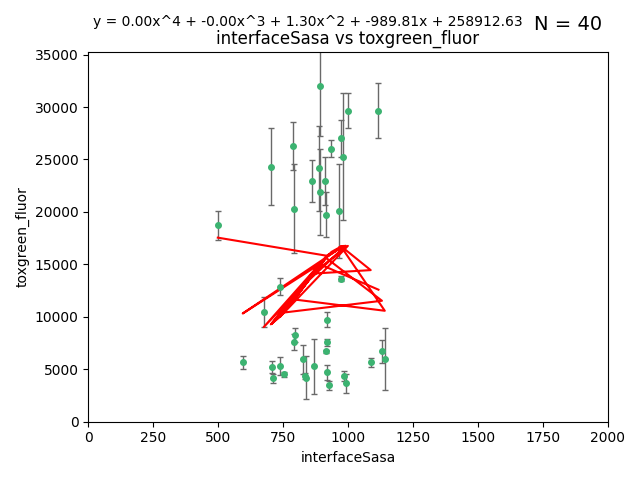 y = 0.00x^4 + -0.00x^3 + 1.30x^2 + -989.81x + 258912.63 N = 40
interfaceSasa vs toxgreen_fluor
35000
30000
25000
20000
15000
10000
5000
0
toxgreen_fluor
0 250 500 750 1000 1250 1500 1750 2000
interfaceSasa